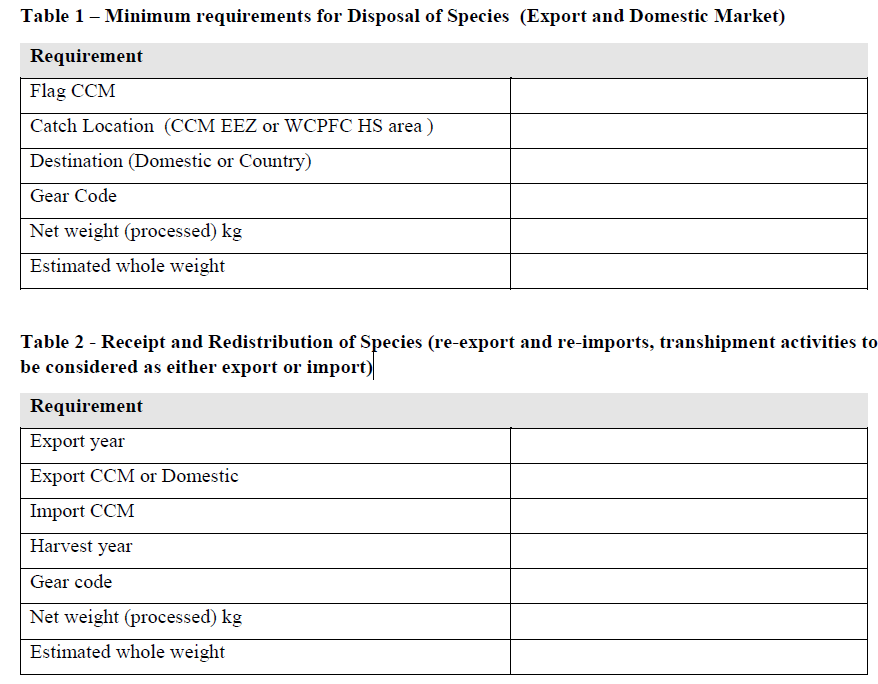 Table 1 – Minimum requirements for Disposal of Species (Export and Domestic Market)
Requirement
Flag CCM
Catch Location (CCM EEZ or WCPFC HS area )
Destination (Domestic or Country)
Gear Code
Net weight (processed) kg
Estimated whole weight
Table 2 - Receipt and Redistribution of Species (re-export and re-imports, transhipment activities to
be considered as either export or import)
Requirement
Export year
Export CCM or Domestic
Import CCM
Harvest year
Gear code
Net weight (processed) kg
Estimated whole weight